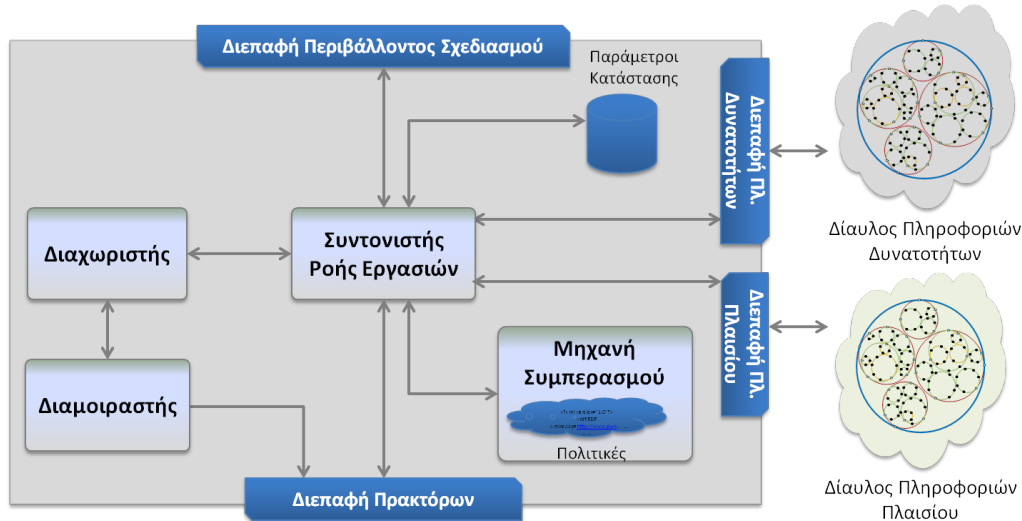 Διεπαφή Περιβάλλοντος Σχεδιασμού
Παράμετροι
Κατάστασης
Διεπαφή Πλ.
Δυνατοτήτων
Δίαυλος Πληροφοριών
Δυνατοτήτων
Διαχωριστής
Συντονιστής
Ροής Εργασιών
Διεπαφή Πλ.
Πλαισίου
Μηχανή
Συμπερασμού
Πολιτικές
Διαμοιραστής
Διεπαφή Πρακτόρων
Δίαυλος Πληροφοριών
Πλαισίου